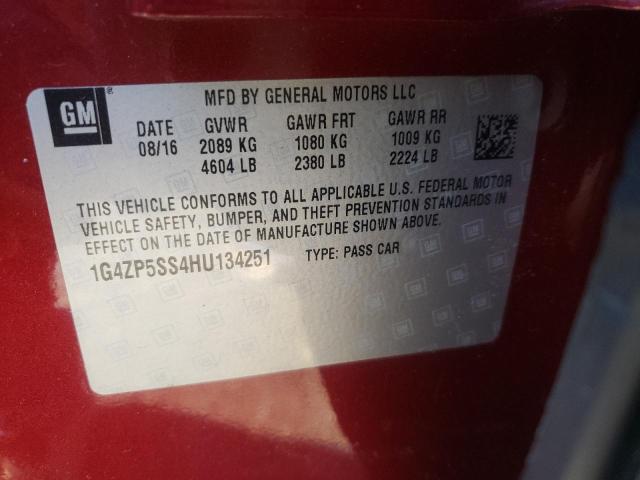 GM
MFD BY GENERAL MOTORS LLC
DATE GVWR GAWR FRT GAWR RR
08/16 2089 KG 1080 KG 1009 KG
4604 LB 2380 LB 2224 LB
THIS VEHICLE CONFORMS TO ALL APPLICABLE U.S. FEDERAL MOTOR
VEHICLE SAFETY, BUMPER, AND THEFT PREVENTION STANDARDS IN
EFFECT ON THE DATE OF MANUFACTURE SHOWN ABOVE.
1G4ZP5SS4HU134251 TYPE: PASS CAR